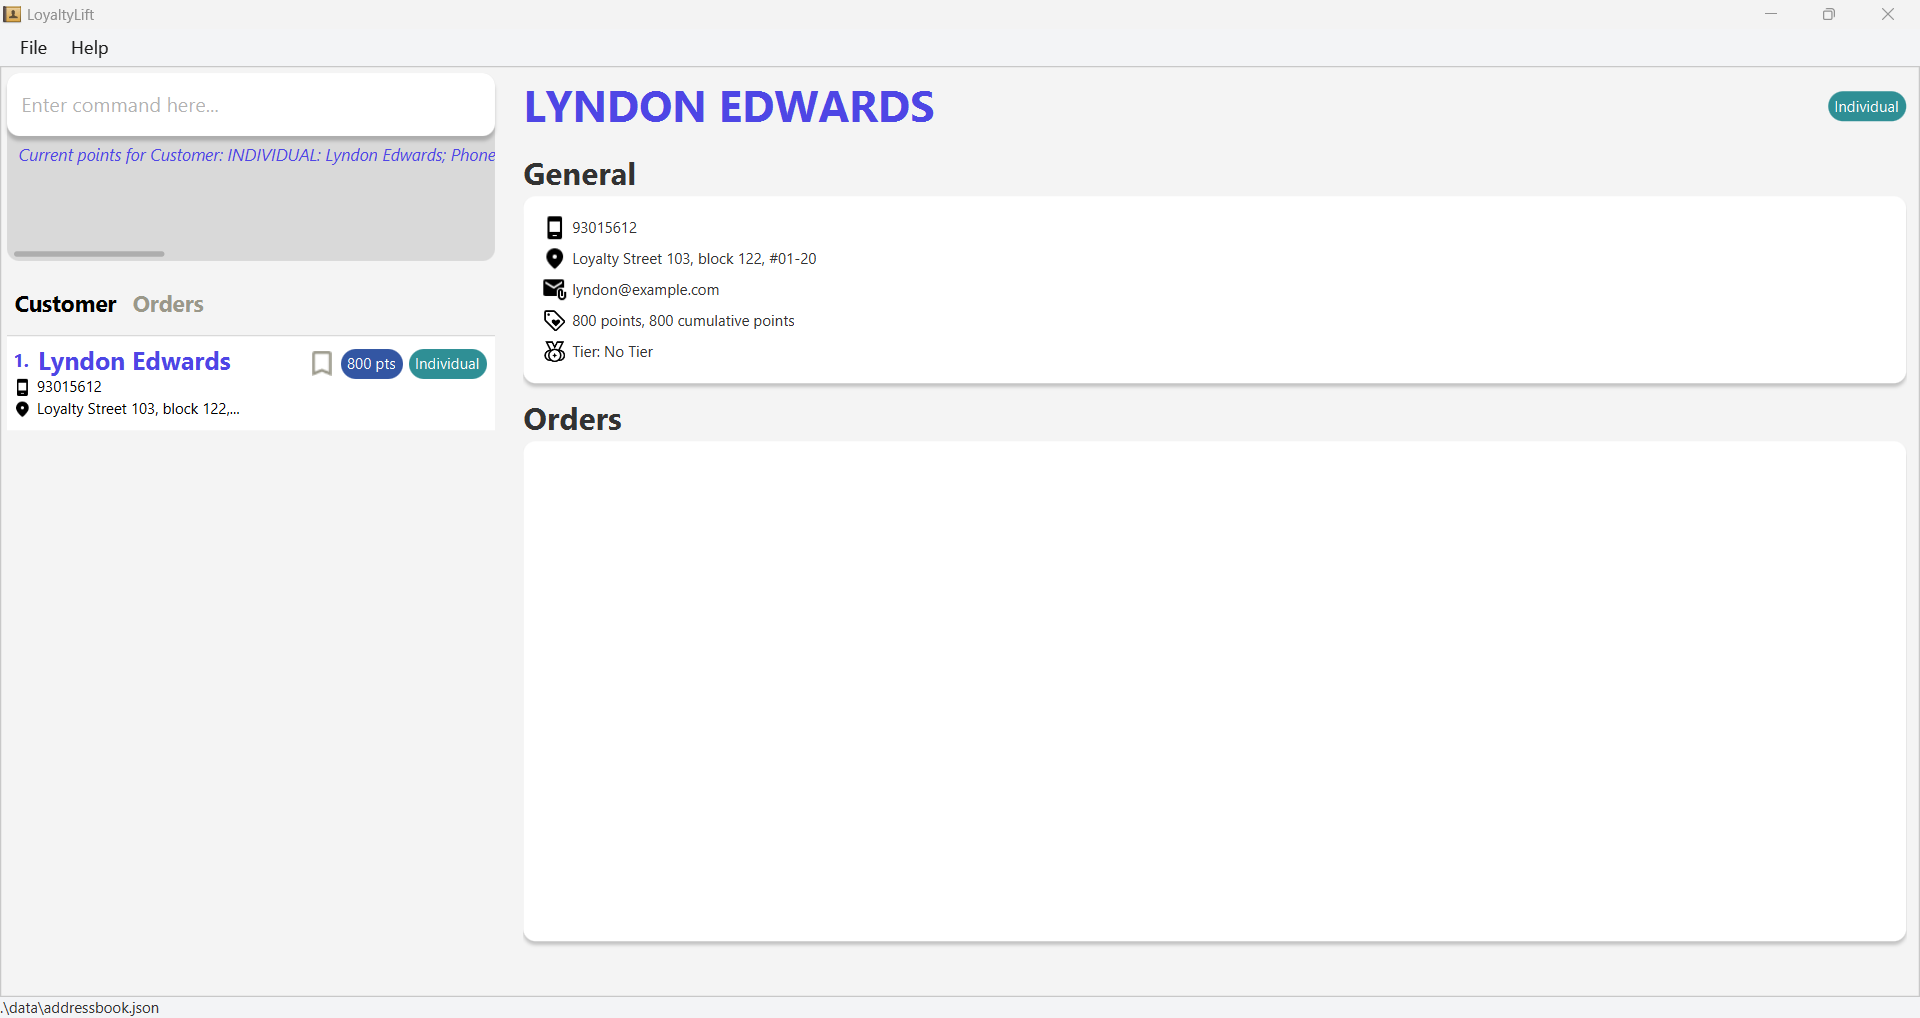 LoyaltyLift
File Help
Enter command here...
Current points for Customer: INDIVIDUAL: Lyndon Edwards; Phone
Customer Orders
1. Lyndon Edwards 800 pts Individual
93015612
Loyalty Street 103, block 122,...
LYNDON EDWARDS Individual
General
93015612
Loyalty Street 103, block 122, #01-20
lyndon@example.com
800 points, 800 cumulative points
Tier: No Tier
Orders
.\data\addressbook.json